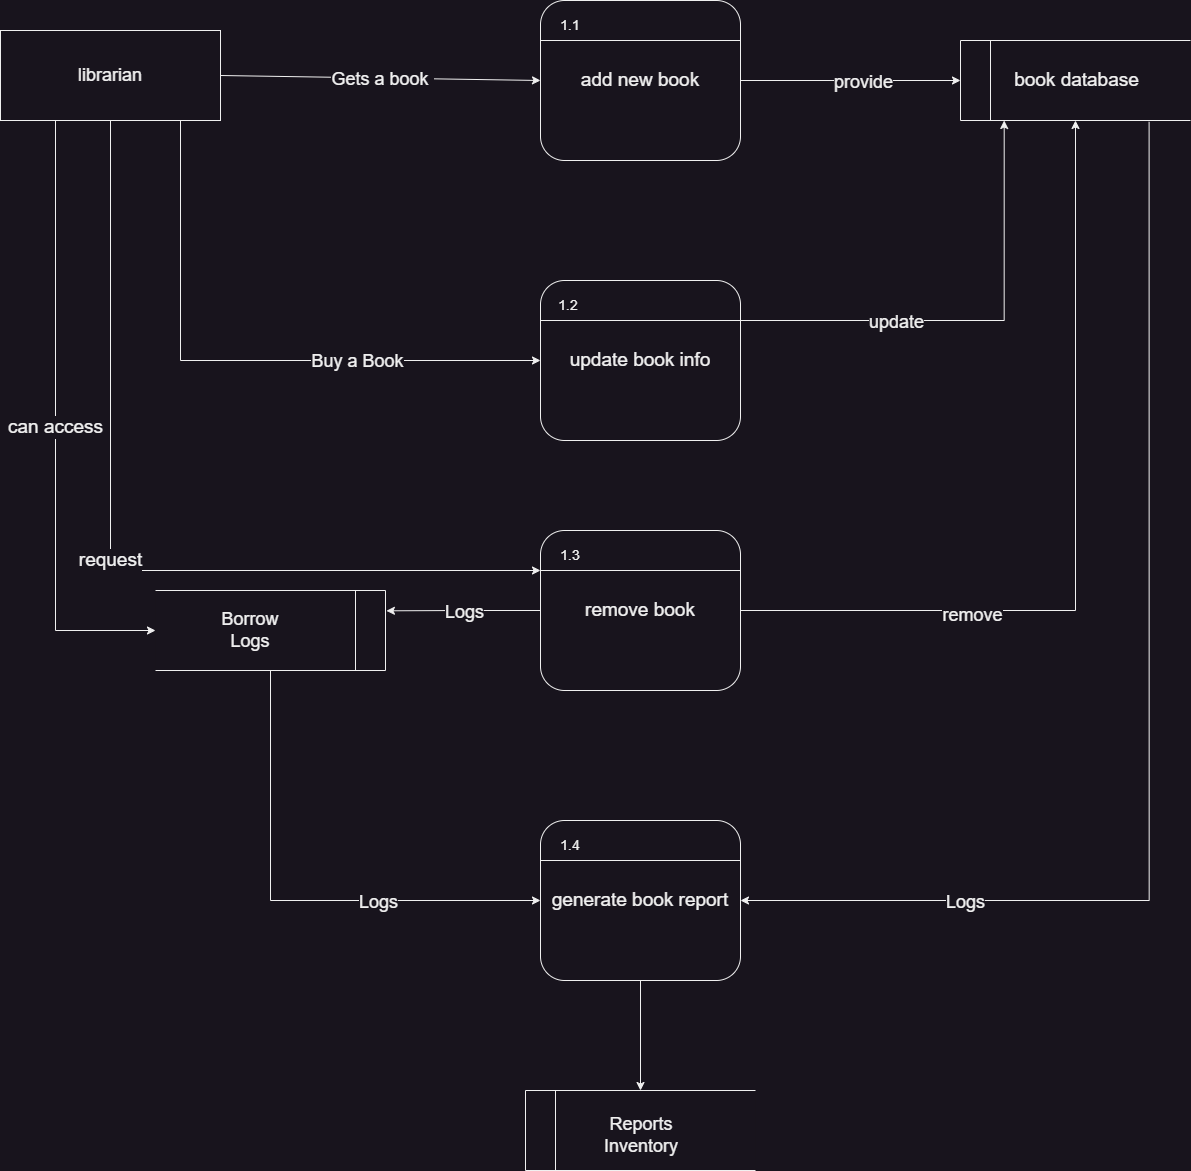 1.1
librarian
Gets a book
add new book
provide
book database
1.2
update
Buy a Book
update book info
can access
request
1.3
Borrow
Logs
Logs
remove book
remove
1.4
Logs
generate book report
Logs
Reports
Inventory